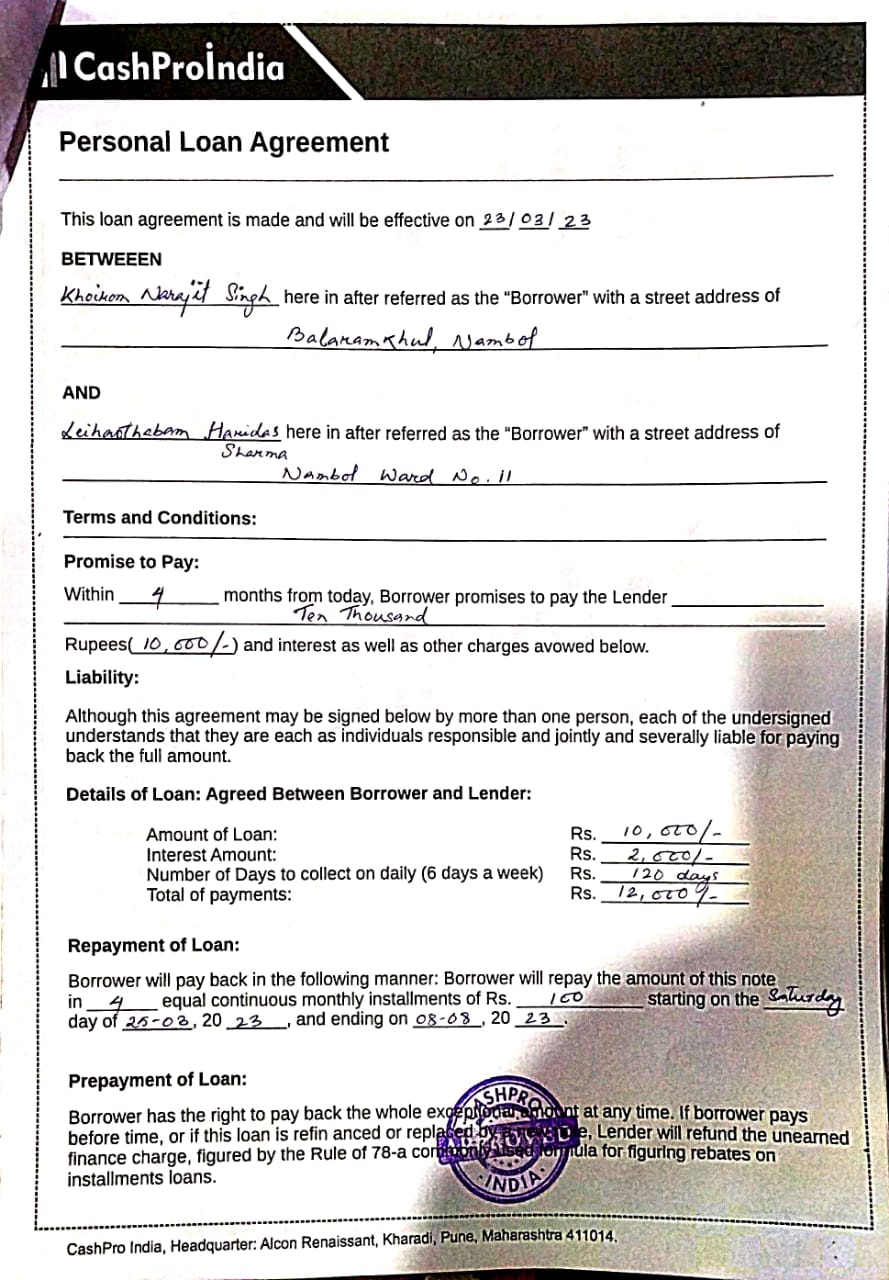 CashProIndia
Personal Loan Agreement
This loan agreement is made and will be effective on 23/ 03/ 23
BETWEEEN
Khoirom Narajit Singh here in after referred as the “Borrower” with a street address of
Balaramkhul, Nambol
AND
Leihaothabam Haridas here in after referred as the “Borrower” with a street address of
Sharma
Nambol Ward No. 11
Terms and Conditions:
Promise to Pay:
Within 4 months from today, Borrower promises to pay the Lender
Ten Thousand
Rupees( 10,000/-) and interest as well as other charges avowed below.
Liability:
Although this agreement may be signed below by more than one person, each of the undersigned
understands that they are each as individuals responsible and jointly and severally liable for paying
back the full amount.
Details of Loan: Agreed Between Borrower and Lender:
Amount of Loan: Rs. 10,000/-
Interest Amount: Rs. 2,000/-
Number of Days to collect on daily (6 days a week) Rs. 120 days
Total of payments: Rs. 12,000/-
Repayment of Loan:
Borrower will pay back in the following manner: Borrower will repay the amount of this note
in 4 equal continuous monthly installments of Rs. 100 starting on the Saturday
day of 25-03, 20 23, and ending on 08-08, 20 23.
Prepayment of Loan:
Borrower has the right to pay back the whole exceptional amount at any time. If borrower pays
before time, or if this loan is refin anced or replaced by a new note, Lender will refund the unearned
finance charge, figured by the Rule of 78-a commonly used formula for figuring rebates on
installments loans.
CASHPRO
INDIA
CashPro India, Headquarter: Alcon Renaissant, Kharadi, Pune, Maharashtra 411014.